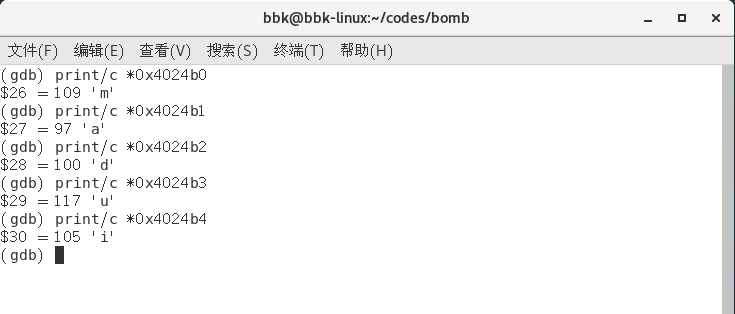 bbk@bbk-linux:~/codes/bomb
文件(F) 编辑(E) 查看(V) 搜索(S) 终端(T) 帮助(H)
(gdb) print/c *0x4024b0
$26 = 109 'm'
(gdb) print/c *0x4024b1
$27 = 97 'a'
(gdb) print/c *0x4024b2
$28 = 100 'd'
(gdb) print/c *0x4024b3
$29 = 117 'u'
(gdb) print/c *0x4024b4
$30 = 105 'i'
(gdb)